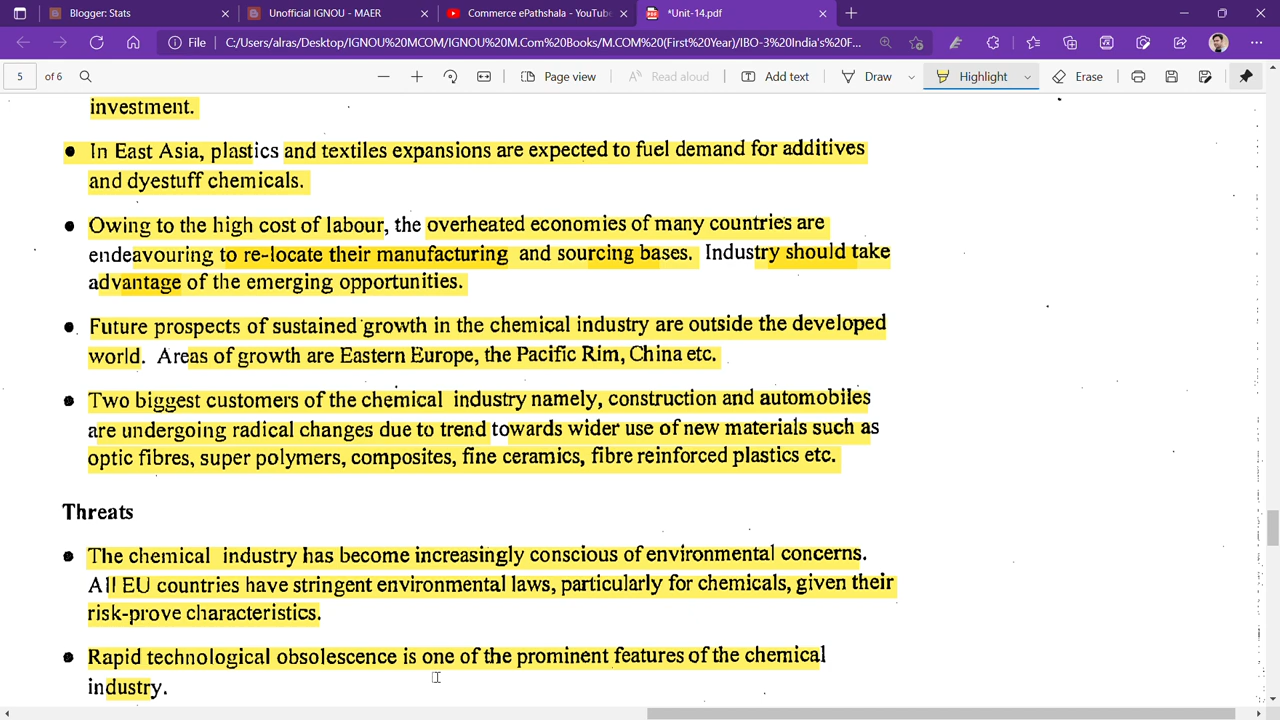 Blogger: Stats
Unofficial IGNOU - MAER
Commerce ePathshala - YouTub
*Unit-14.pdf
File
C:/Users/alras/Desktop/IGNOU%20MCOM/IGNOU%20M.Com%20Books/M.COM%20(First%20Year)/IBO-3%20India's%20F...
5 of 6
Page view
Read aloud
Add text
Draw
Highlight
Erase
investment.
• In East Asia, plastics and textiles expansions are expected to fuel demand for additives
and dyestuff chemicals.
• Owing to the high cost of labour, the overheated economies of many countries are
endeavouring to re-locate their manufacturing and sourcing bases. Industry should take
advantage of the emerging opportunities.
• Future prospects of sustained growth in the chemical industry are outside the developed
world. Areas of growth are Eastern Europe, the Pacific Rim, China etc.
• Two biggest customers of the chemical industry namely, construction and automobiles
are undergoing radical changes due to trend towards wider use of new materials such as
optic fibres, super polymers, composites, fine ceramics, fibre reinforced plastics etc.
Threats
• The chemical industry has become increasingly conscious of environmental concerns.
All EU countries have stringent environmental laws, particularly for chemicals, given their
risk-prove characteristics.
• Rapid technological obsolescence is one of the prominent features of the chemical
industry.